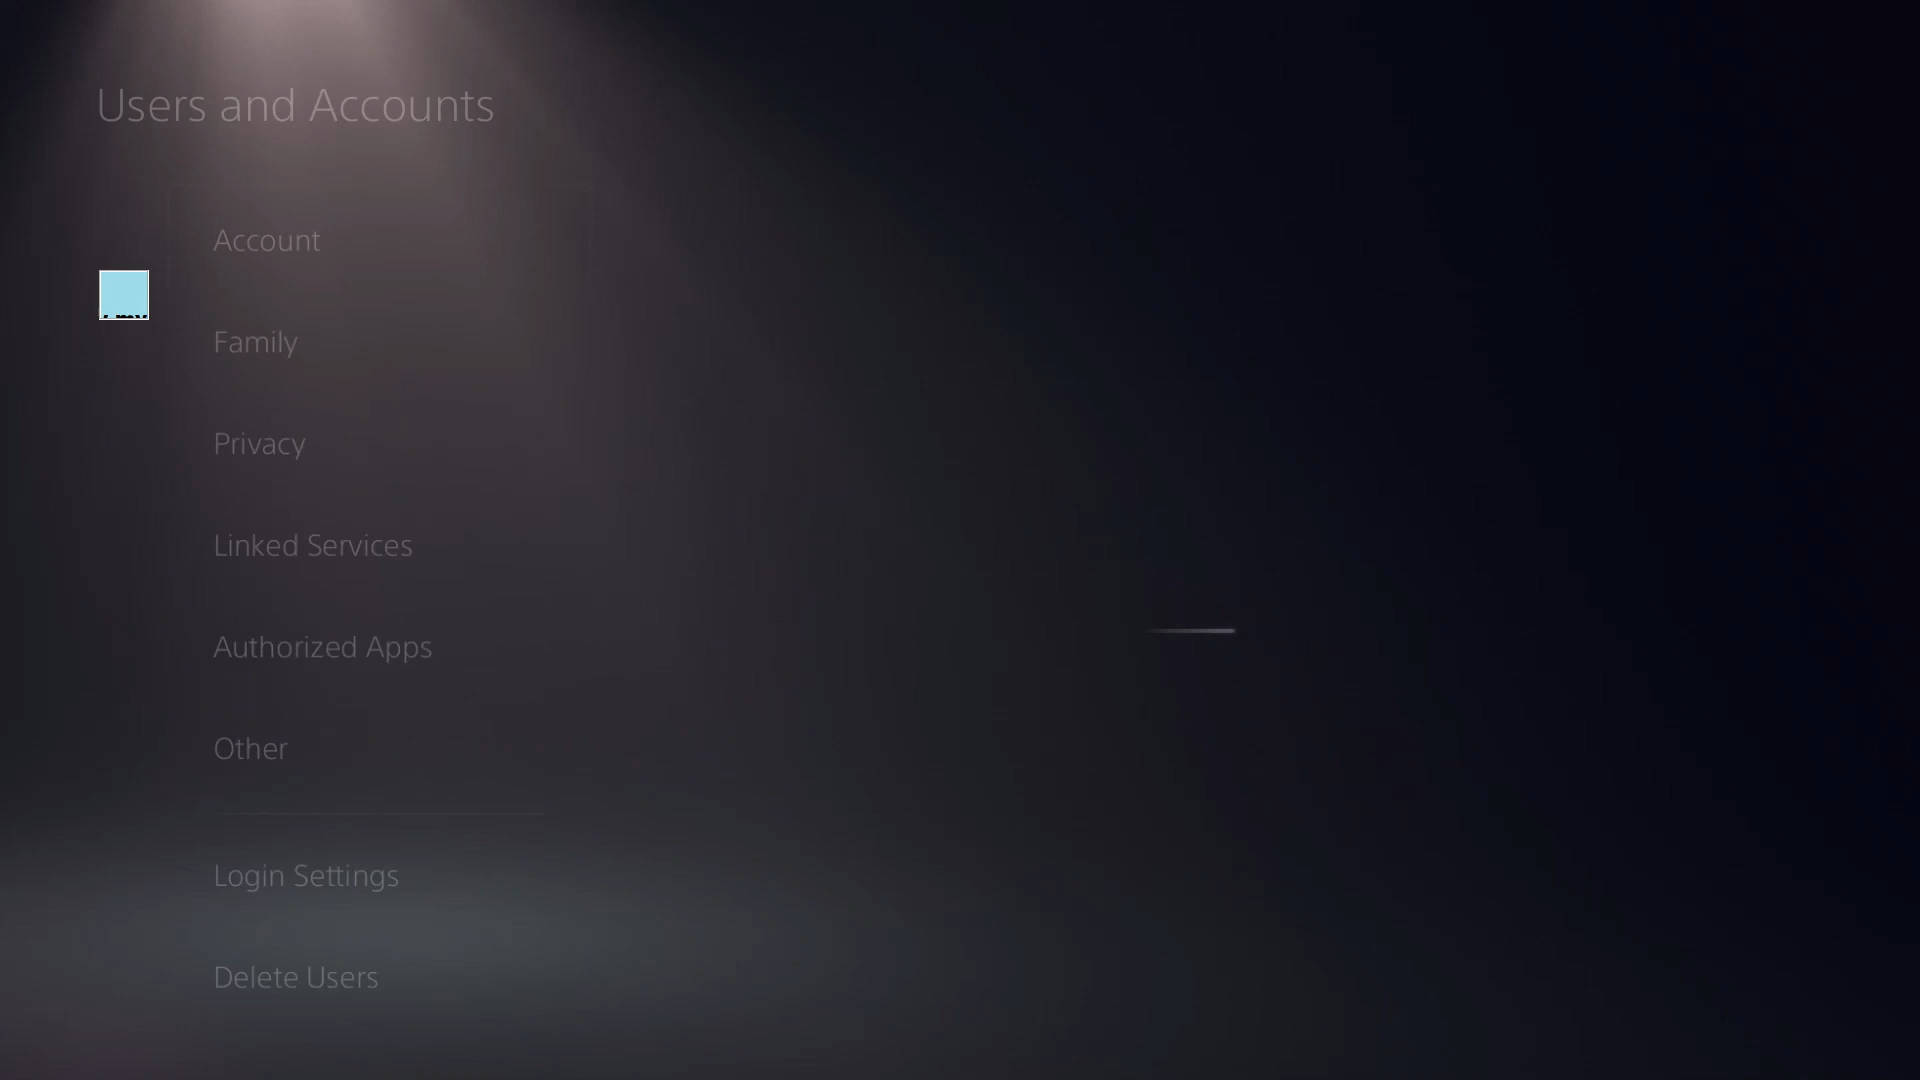 Users and Accounts
Account
Family
Privacy
Linked Services
Authorized Apps
Other
Login Settings
Delete Users